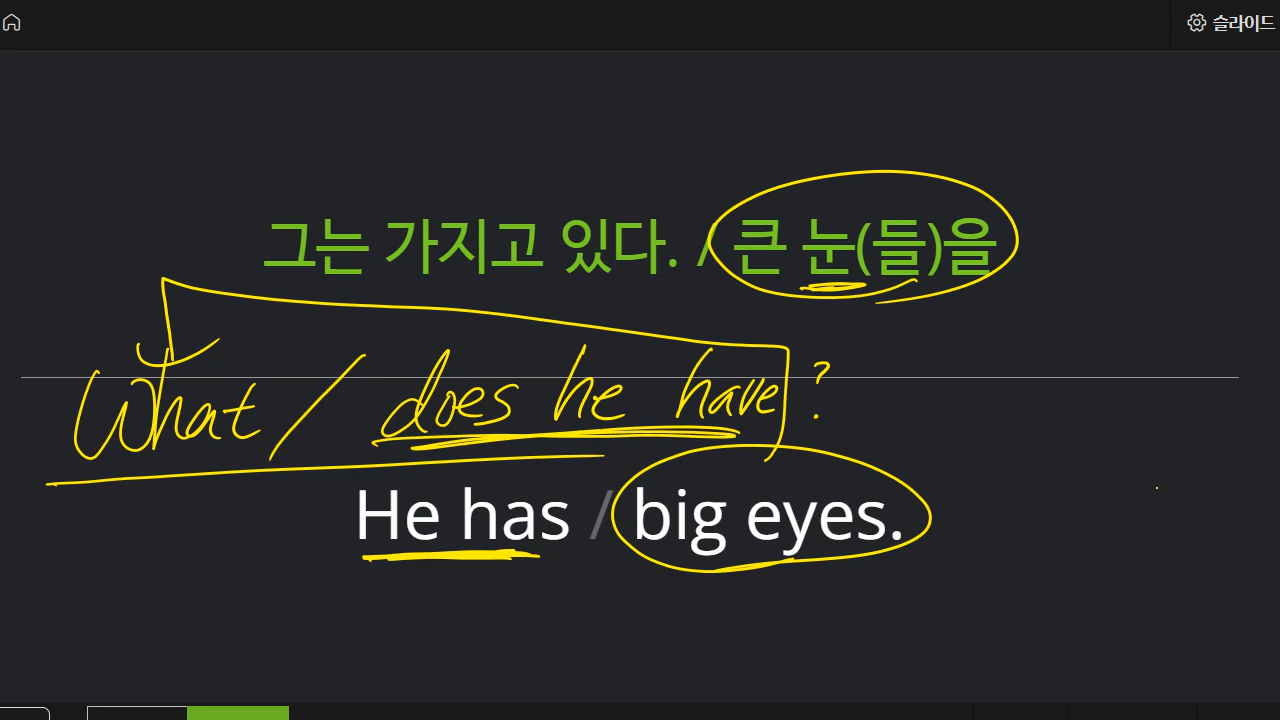 슬라이드
그는 가지고 있다. / 큰 눈(들)을
What / does he have ?
He has / big eyes.